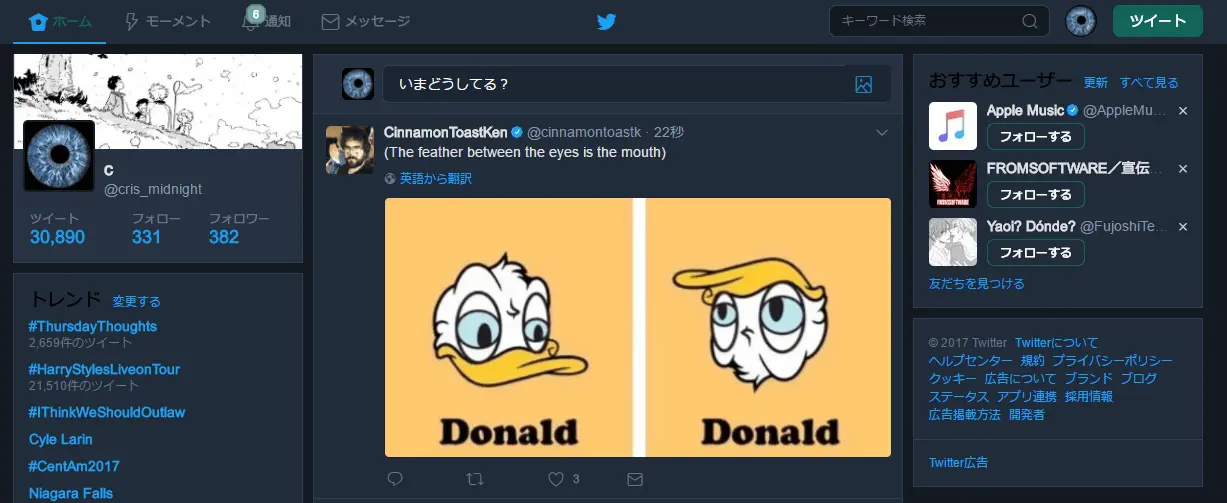 ホーム モーメント 6 通知 メッセージ キーワード検索 ツイート
c
@cris_midnight
ツイート フォロー フォロワー
30,890 331 382
トレンド 変更する
#ThursdayThoughts
2,659件のツイート
#HarryStylesLiveonTour
21,510件のツイート
#IThinkWeShouldOutlaw
Cyle Larin
#CentAm2017
Niagara Falls
いまどうしてる？
CinnamonToastKen @cinnamontoastk · 22秒
(The feather between the eyes is the mouth)
英語から翻訳
Donald Donald
3
おすすめユーザー 更新 すべて見る
Apple Music @AppleMu...
フォローする
FROMSOFTWARE
FROMSOFTWARE／宣伝...
フォローする
Yaoi? Dónde? @FujoshiTe...
フォローする
友だちを見つける
© 2017 Twitter Twitterについて
ヘルプセンター 規約 プライバシーポリシー
クッキー 広告について ブランド ブログ
ステータス アプリ連携 採用情報
広告掲載方法 開発者
Twitter広告